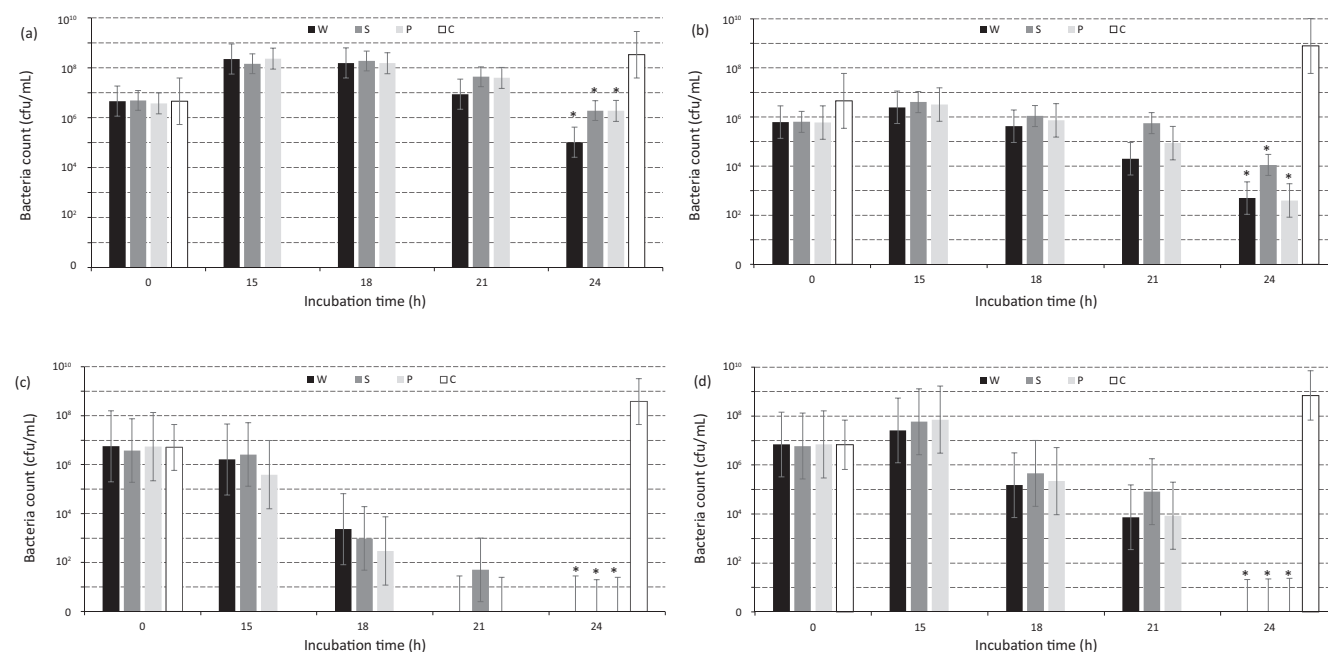 (a)
W S P C
Bacteria count (cfu/mL)
10¹⁰
10⁸
10⁶
10⁴
10²
0
* * *
0 15 18 21 24
Incubation time (h)
(b)
W S P C
Bacteria count (cfu/mL)
10¹⁰
10⁸
10⁶
10⁴
10²
0
* * *
0 15 18 21 24
Incubation time (h)
(c)
W S P C
Bacteria count (cfu/mL)
10¹⁰
10⁸
10⁶
10⁴
10²
0
* * *
0 15 18 21 24
Incubation time (h)
(d)
W S P C
Bacteria count (cfu/mL)
10¹⁰
10⁸
10⁶
10⁴
10²
0
* * *
0 15 18 21 24
Incubation time (h)